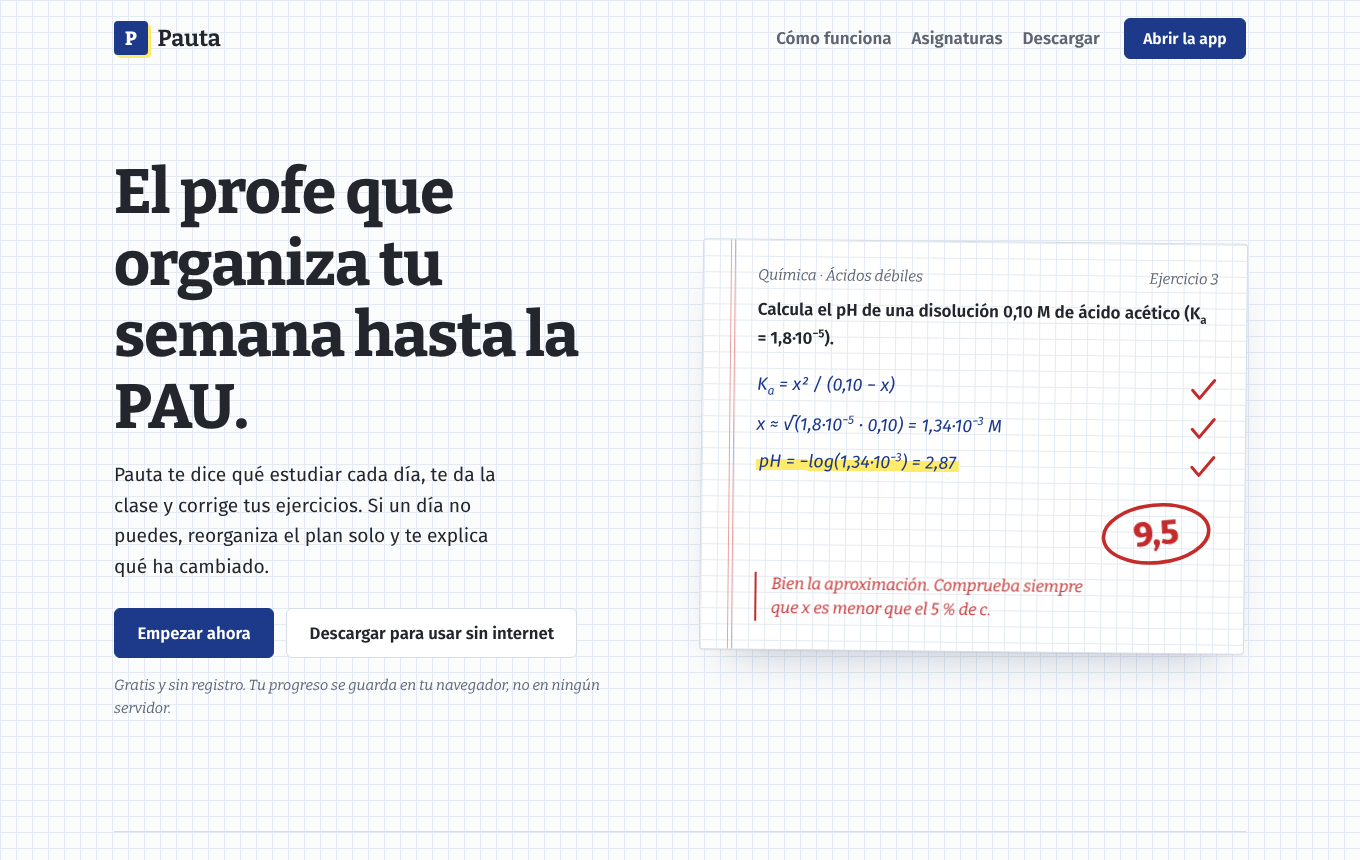 P Pauta
Cómo funciona Asignaturas Descargar Abrir la app
El profe que
organiza tu
semana hasta la
PAU.
Pauta te dice qué estudiar cada día, te da la
clase y corrige tus ejercicios. Si un día no
puedes, reorganiza el plan solo y te explica
qué ha cambiado.
Empezar ahora
Descargar para usar sin internet
Gratis y sin registro. Tu progreso se guarda en tu navegador, no en ningún
servidor.
Química · Ácidos débiles
Ejercicio 3
Calcula el pH de una disolución 0,10 M de ácido acético (Kₐ
= 1,8·10⁻⁵).
Kₐ = x² / (0,10 − x)
x ≈ √(1,8·10⁻⁵ · 0,10) = 1,34·10⁻³ M
pH = −log(1,34·10⁻³) = 2,87
9,5
Bien la aproximación. Comprueba siempre
que x es menor que el 5 % de c.